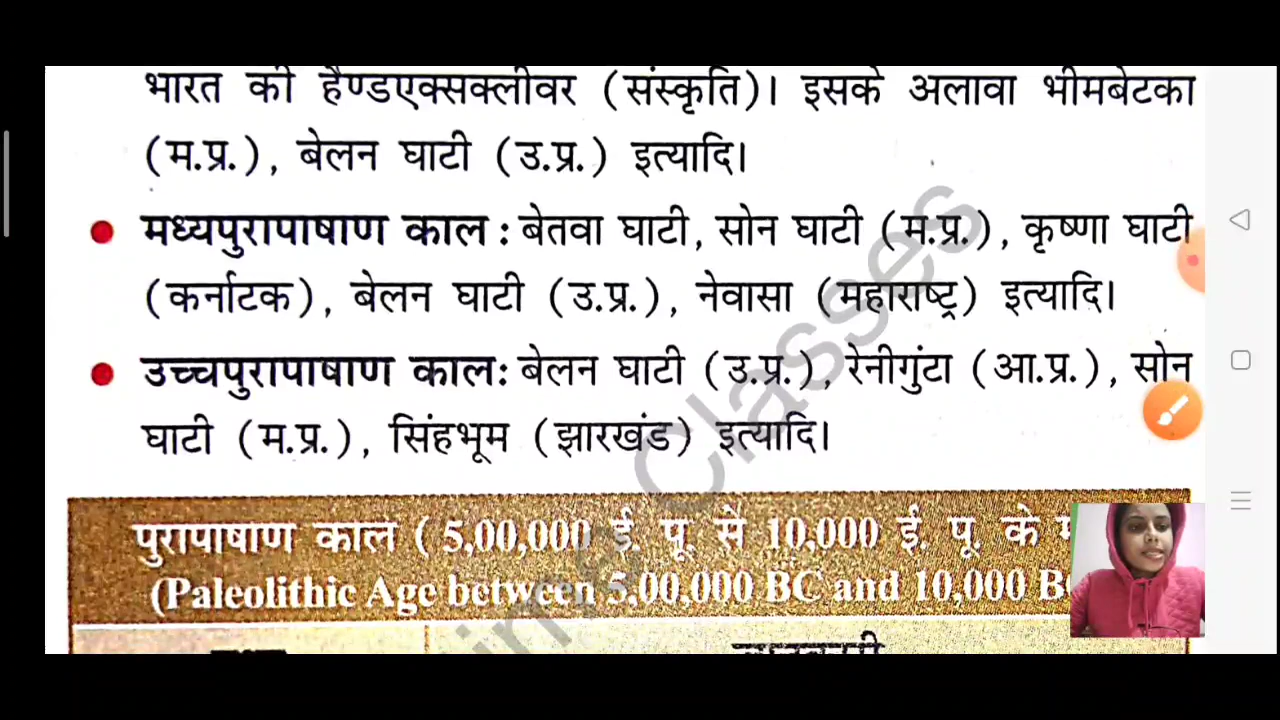 भारत की हैण्डएक्सक्लीवर (संस्कृति)। इसके अलावा भीमबेटका
(म.प्र.), बेलन घाटी (उ.प्र.) इत्यादि।
मध्यपुरापाषाण काल : बेतवा घाटी, सोन घाटी (म.प्र.), कृष्णा घाटी
(कर्नाटक), बेलन घाटी (उ.प्र.), नेवासा (महाराष्ट्र) इत्यादि।
उच्चपुरापाषाण काल: बेलन घाटी (उ.प्र.), रेनीगुंटा (आ.प्र.), सोन
घाटी (म.प्र.), सिंहभूम (झारखंड) इत्यादि।
पुरापाषाण काल (5,00,000 ई. पू. से 10,000 ई. पू. के
(Paleolithic Age between 5,00,000 BC and 10,000
Classes